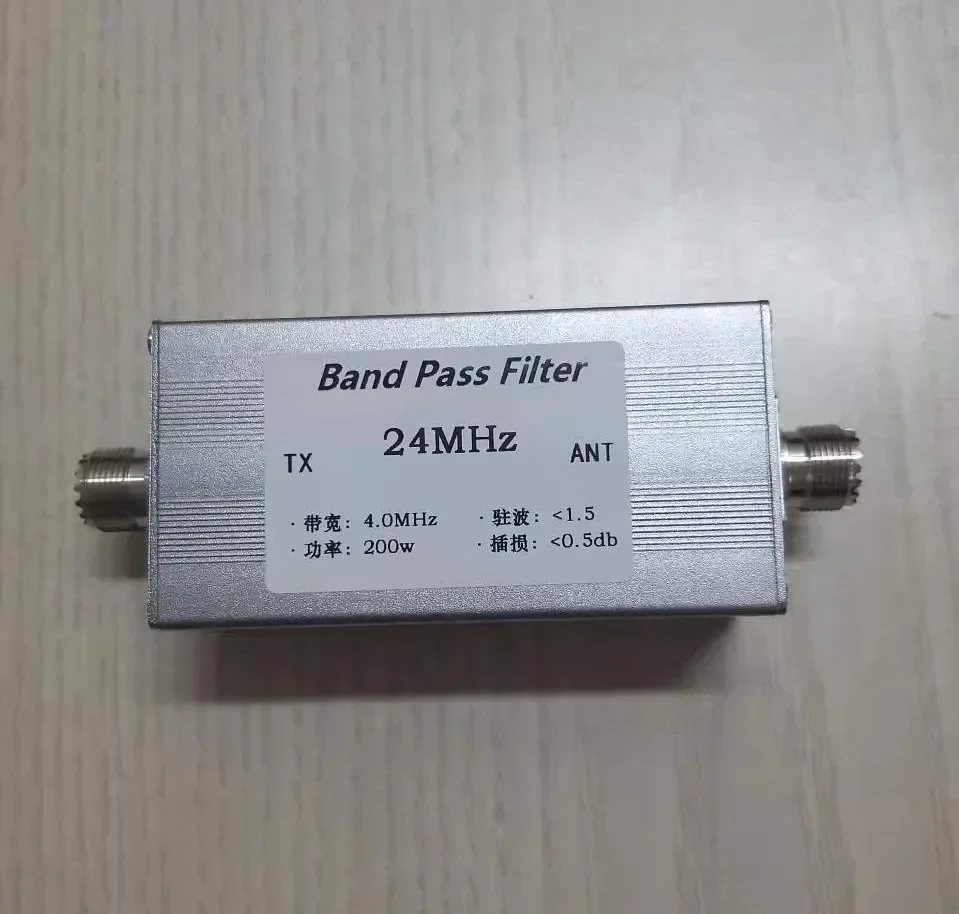 Band Pass Filter
24MHz
TX
ANT
· 带宽: 4.0MHz · 驻波: <1.5
· 功率: 200w · 插损: <0.5db